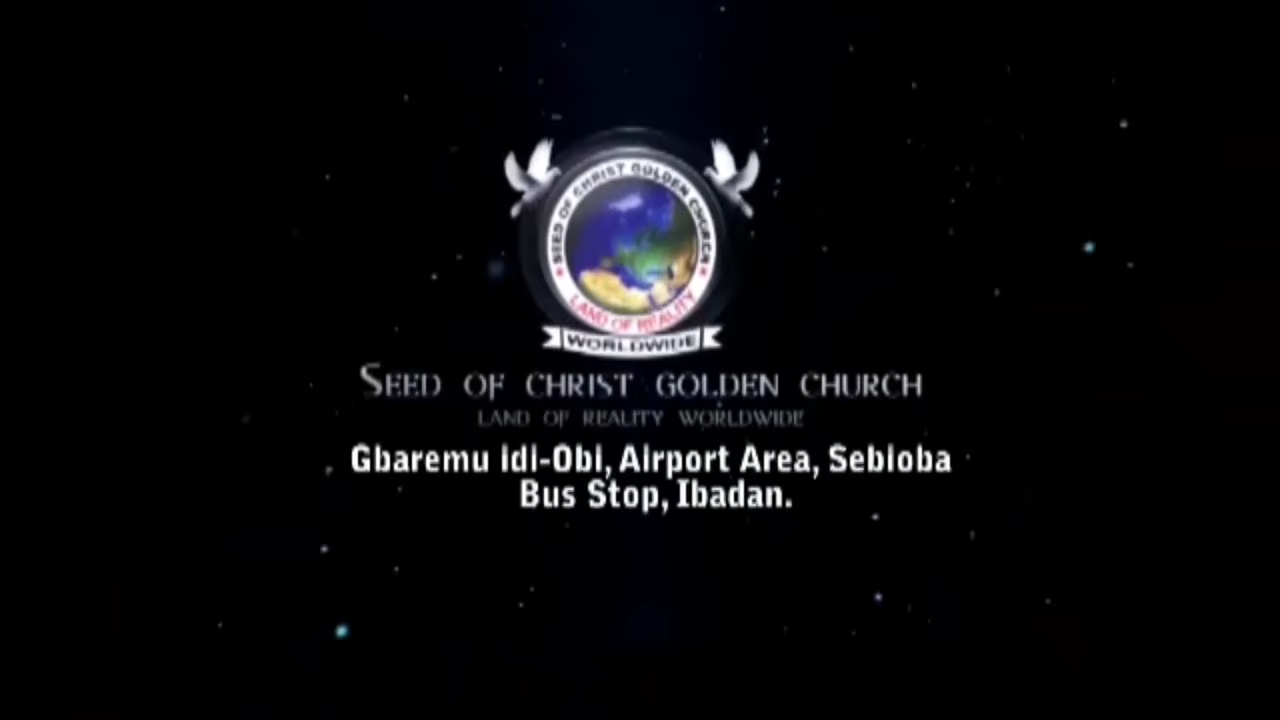 SEED OF CHRIST GOLDEN CHURCH
LAND OF REALITY
WORLDWIDE
SEED OF CHRIST GOLDEN CHURCH
LAND OF REALITY WORLDWIDE
Gbaremu Idi-Obi, Airport Area, Sebioba
Bus Stop, Ibadan.